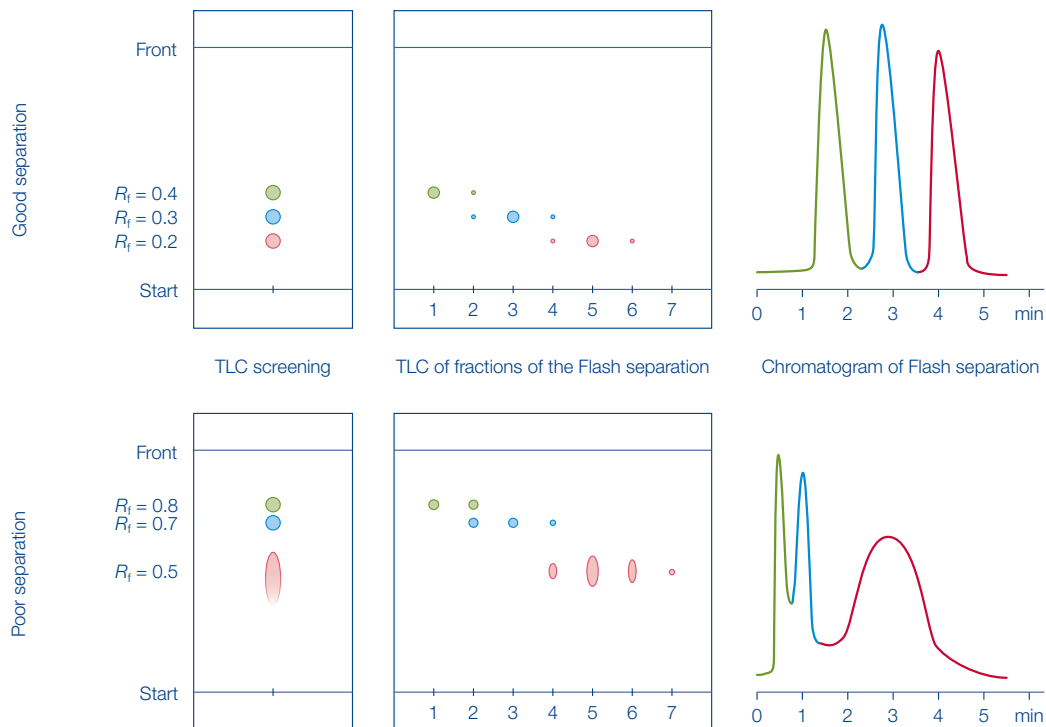 Good separation
Front
Rf = 0.4
Rf = 0.3
Rf = 0.2
Start
1 2 3 4 5 6 7
0 1 2 3 4 5 min
TLC screening
TLC of fractions of the Flash separation
Chromatogram of Flash separation
Poor separation
Front
Rf = 0.8
Rf = 0.7
Rf = 0.5
Start
1 2 3 4 5 6 7
0 1 2 3 4 5 min